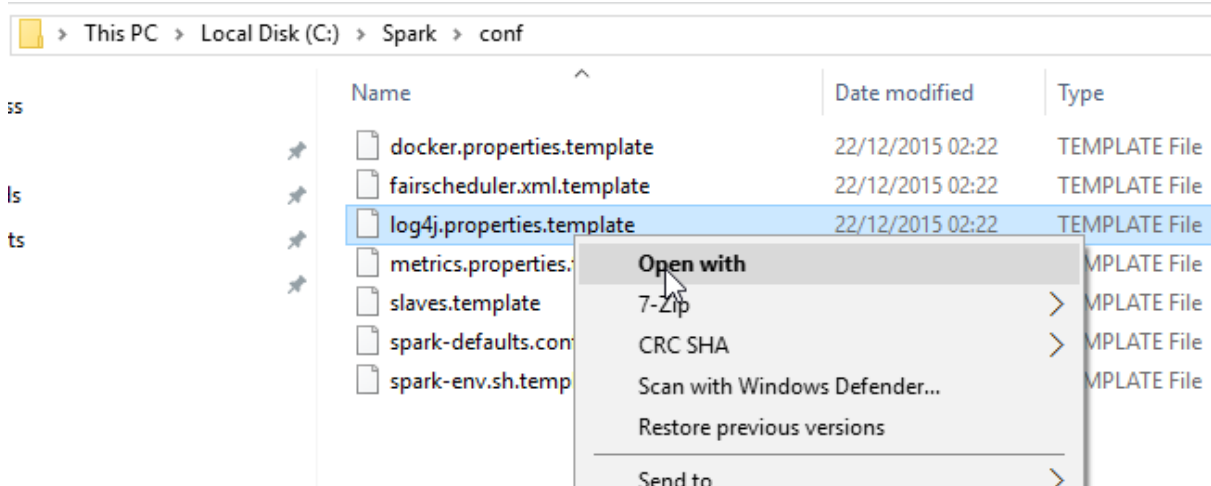 This PC > Local Disk (C:) > Spark > conf
Name Date modified Type
ss
docker.properties.template 22/12/2015 02:22 TEMPLATE File
fairscheduler.xml.template 22/12/2015 02:22 TEMPLATE File
ls
log4j.properties.template 22/12/2015 02:22 TEMPLATE File
ts
metrics.properties. Open with MPLATE File
slaves.template 7-Zip MPLATE File
spark-defaults.con CRC SHA MPLATE File
spark-env.sh.temp Scan with Windows Defender... MPLATE File
Restore previous versions
Send to